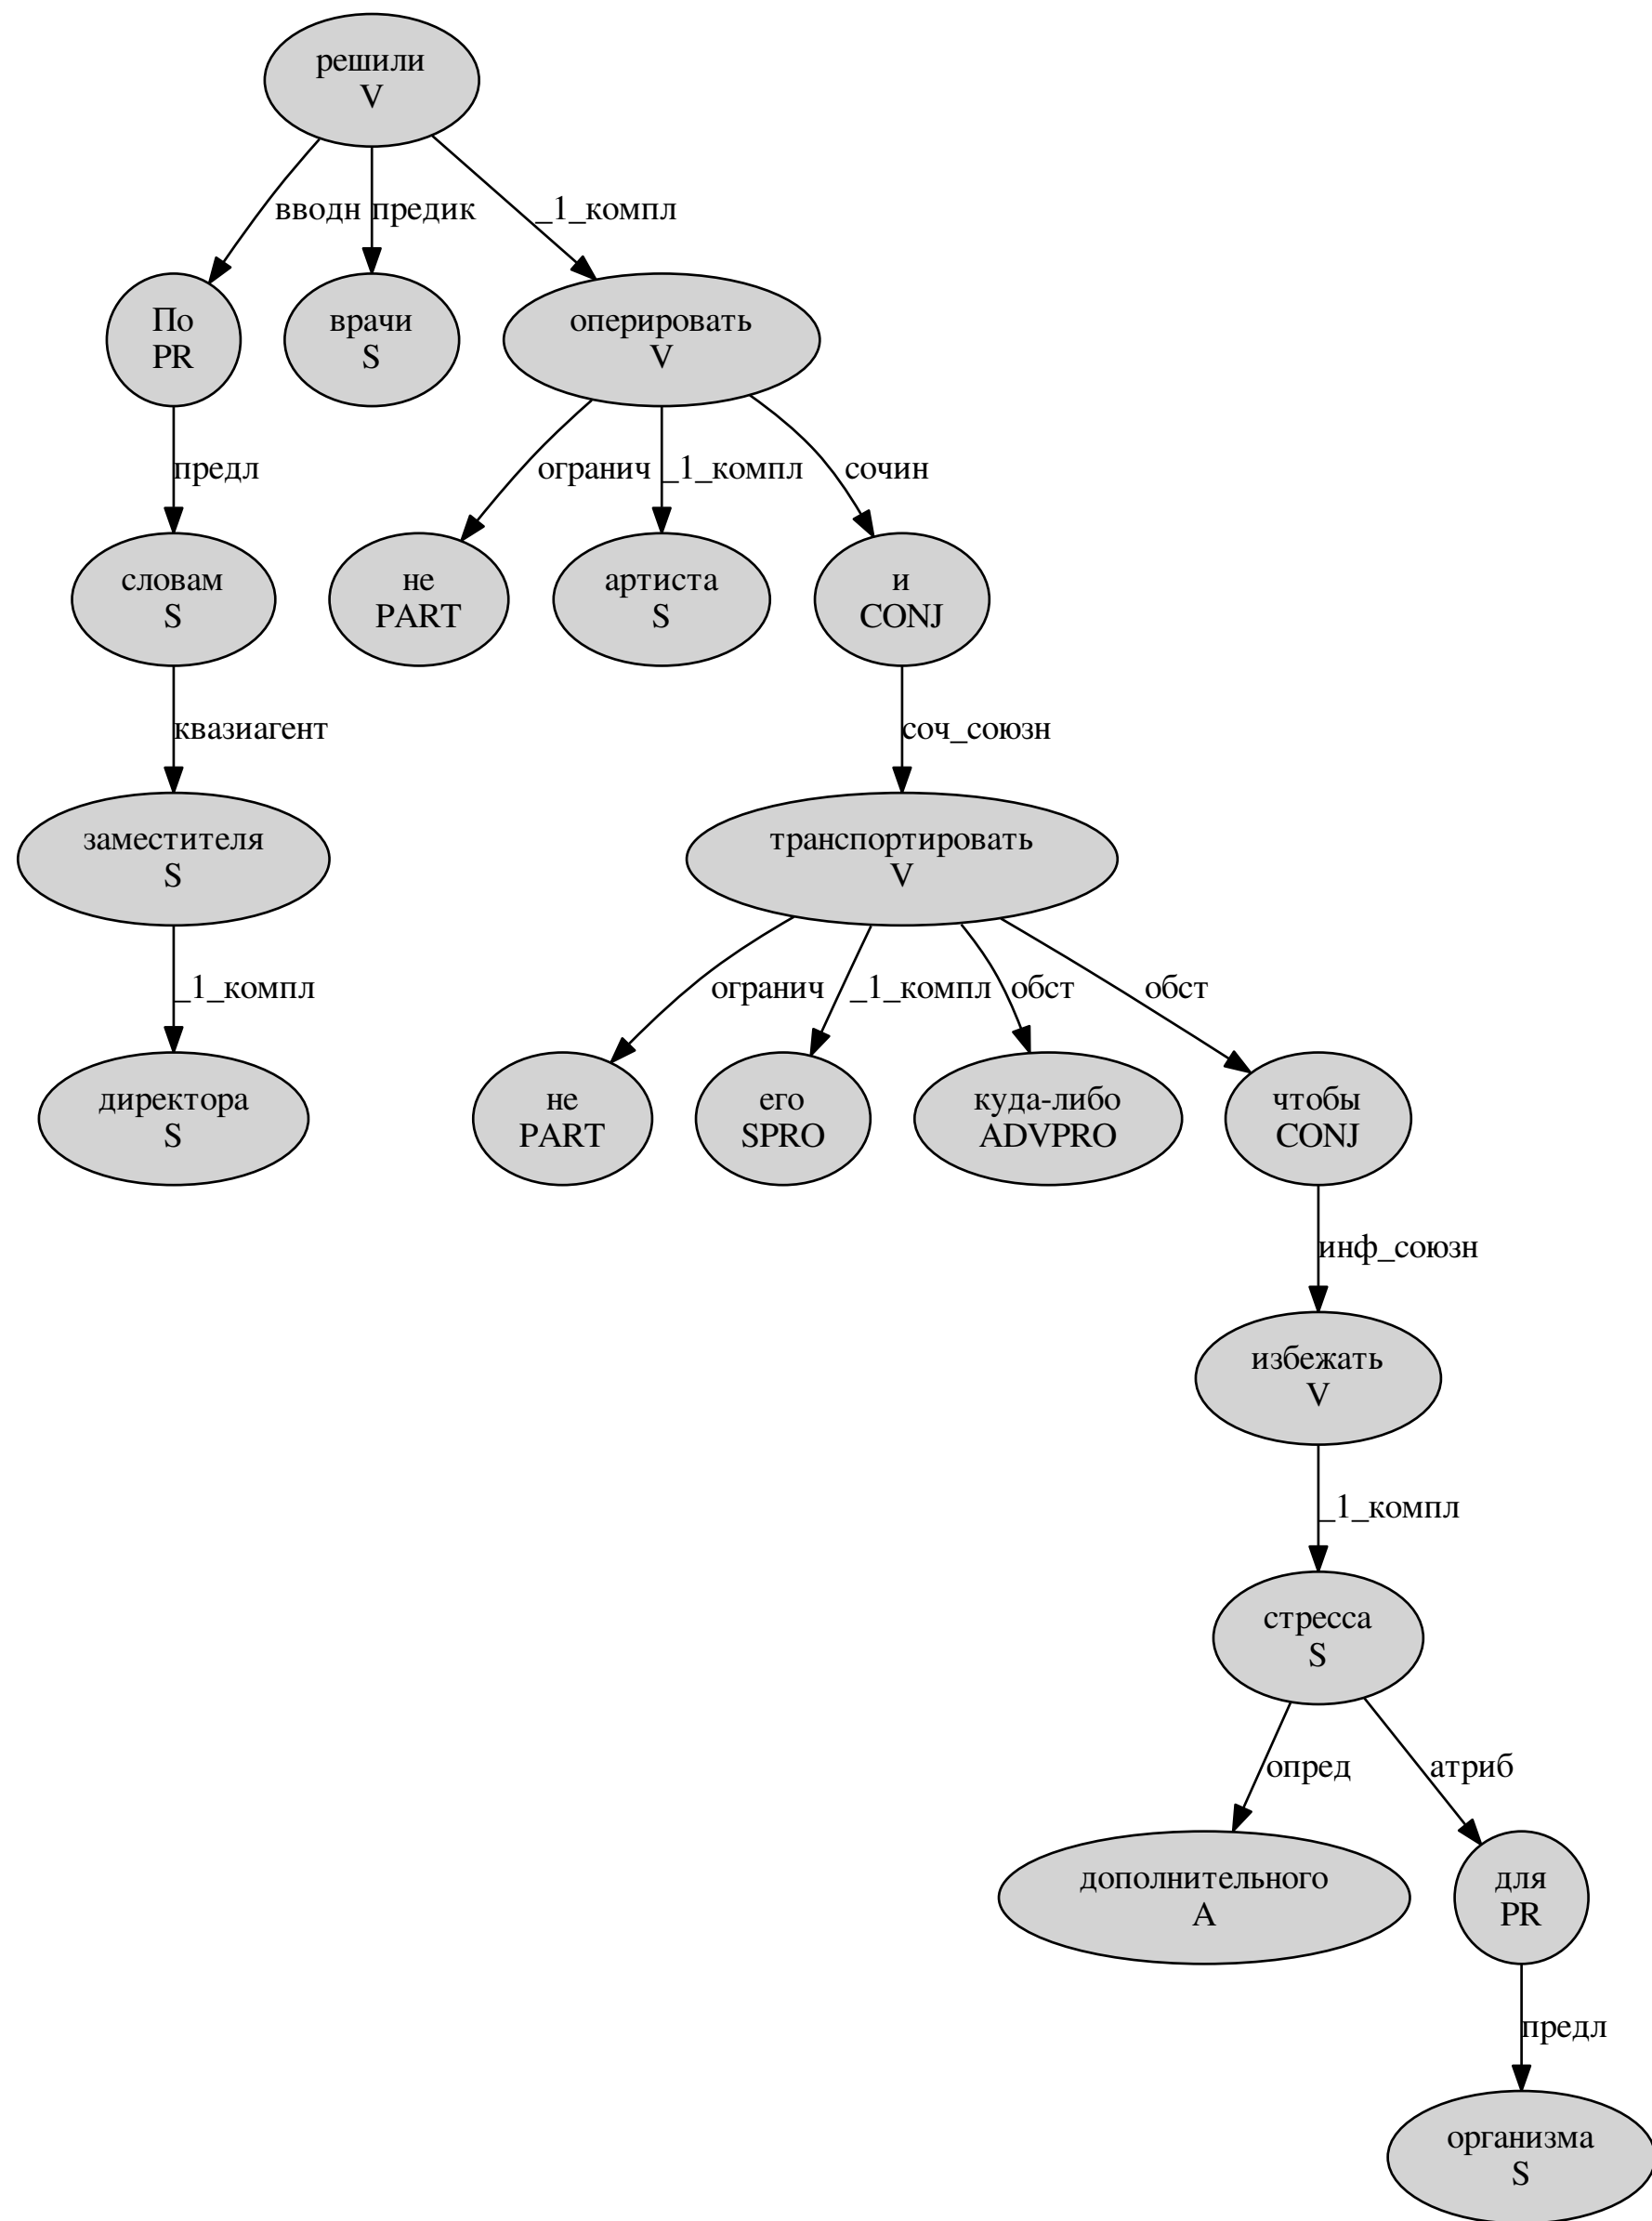 решили
V
вводн
предик
_1_компл
По
PR
врачи
S
оперировать
V
предл
огранич
_1_компл
сочин
словам
S
не
PART
артиста
S
и
CONJ
квазиагент
соч_союзн
заместителя
S
транспортировать
V
_1_компл
огранич
_1_компл
обст
обст
директора
S
не
PART
его
SPRO
куда-либо
ADVPRO
чтобы
CONJ
инф_союзн
избежать
V
_1_компл
стресса
S
опред
атриб
дополнительного
A
для
PR
предл
организма
S